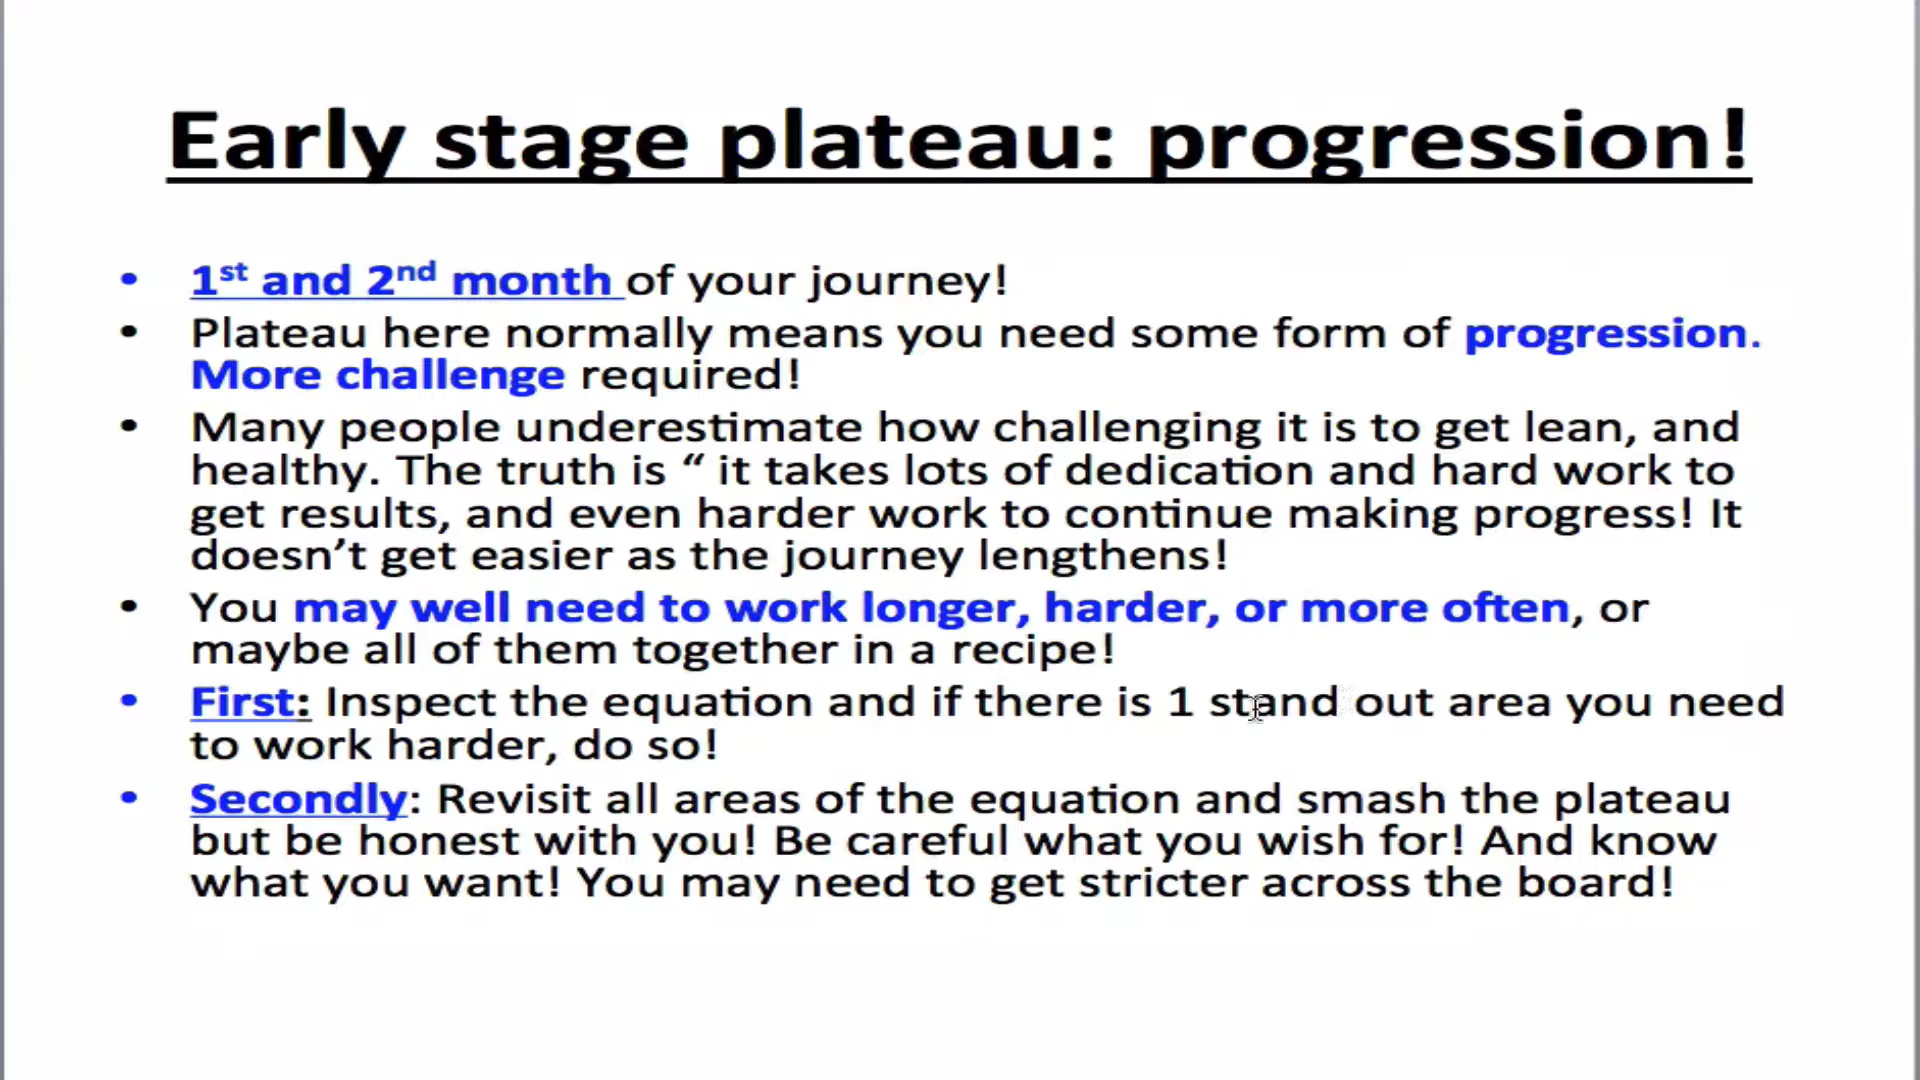 Early stage plateau: progression!
• 1st and 2nd month of your journey!
• Plateau here normally means you need some form of progression.
More challenge required!
• Many people underestimate how challenging it is to get lean, and
healthy. The truth is “ it takes lots of dedication and hard work to
get results, and even harder work to continue making progress! It
doesn’t get easier as the journey lengthens!
• You may well need to work longer, harder, or more often, or
maybe all of them together in a recipe!
• First: Inspect the equation and if there is 1 stand out area you need
to work harder, do so!
• Secondly: Revisit all areas of the equation and smash the plateau
but be honest with you! Be careful what you wish for! And know
what you want! You may need to get stricter across the board!